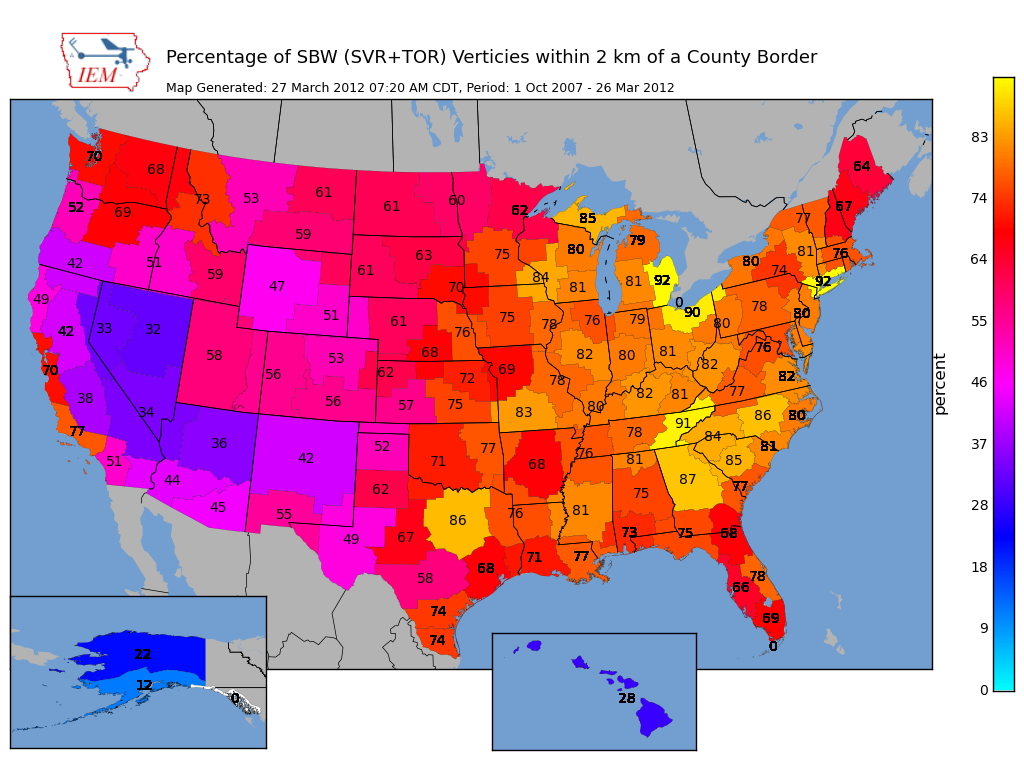 Percentage of SBW (SVR+TOR) Verticies within 2 km of a County Border
IEM
Map Generated: 27 March 2012 07:20 AM CDT, Period: 1 Oct 2007 - 26 Mar 2012
83
74
64
55
46
37
28
18
9
0
percent
70 68 73 53 61 61 60 62 85 79 77 67 64
52 69 59 63 75 80 80 74 81 76
42 51 59 47 61 70 84 81 81 92 78 92
49 42 33 32 51 61 76 75 78 76 79 0 90 80 76 80
70 58 56 53 68 69 82 80 81 82 82
38 34 56 62 72 78 82 81 77 86 80
77 57 75 83 80 91 84 81
51 36 42 52 77 76 78 81 85
44 62 71 68 75 87 77
45 55 49 67 86 76 81 73 75 68
58 68 71 77 78 66
74 69
74 0
22
12
0
28